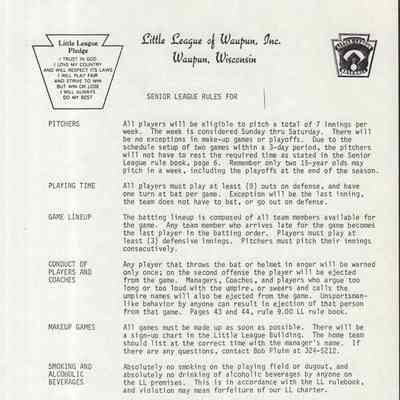 Little League
Pledge
I TRUST IN GOD
I LOVE MY COUNTRY
AND WILL RESPECT ITS LAWS
I WILL PLAY FAIR
AND STRIVE TO WIN
BUT WIN OR LOSE
I WILL ALWAYS
DO MY BEST
Little League of Waupun, Inc.
Waupun, Wisconsin
SENIOR LEAGUE RULES FOR
PITCHERS
All players will be eligible to pitch a total of 7 innings per
week. The week is considered Sunday thru Saturday. There will
be no exceptions in make-up games or playoffs. Due to the
schedule setup of two games within a 3-day period, the pitchers
will not have to rest the required time as stated in the Senior
League rule book, page 6. Remember only two 15-year olds may
pitch in a week, including the playoffs at the end of the season.
PLAYING TIME
All players must play at least (9) outs on defense, and have
one turn at bat per game. Exception will be the last inning,
the team does not have to bat, or go out on defense.
GAME LINEUP
The batting lineup is composed of all team members available for
the game. Any team member who arrives late for the game becomes
the last player in the batting order. Players must play at
least (3) defensive innings. Pitchers must pitch their innings
consecutively.
CONDUCT OF
PLAYERS AND
COACHES
Any player that throws the bat or helmet in anger will be warned
only once; on the second offense the player will be ejected
from the game. Managers, Coaches, and players who argue too
long or too loud with the umpire, or swears and calls the
umpire names will also be ejected from the game. Unsportsman-
like behavior by anyone can result in ejection of that person
from that game. Pages 43 and 44, rule 9.00 LL rule book.
MAKEUP GAMES
All games must be made up as soon as possible. There will be
a sign-up chart in the Little League Building. The home team
should list at the correct time with the manager's name. If
there are any questions, contact Bob Pluim at 324-5212.
SMOKING AND
ALCOHOLIC
BEVERAGES
Absolutely no smoking on the playing field or dugout, and
absolutely no drinking of alcoholic beverages by anyone on
the LL premises. This is in accordance with the LL rulebook,
and violation may mean forfeiture of our LL charter.